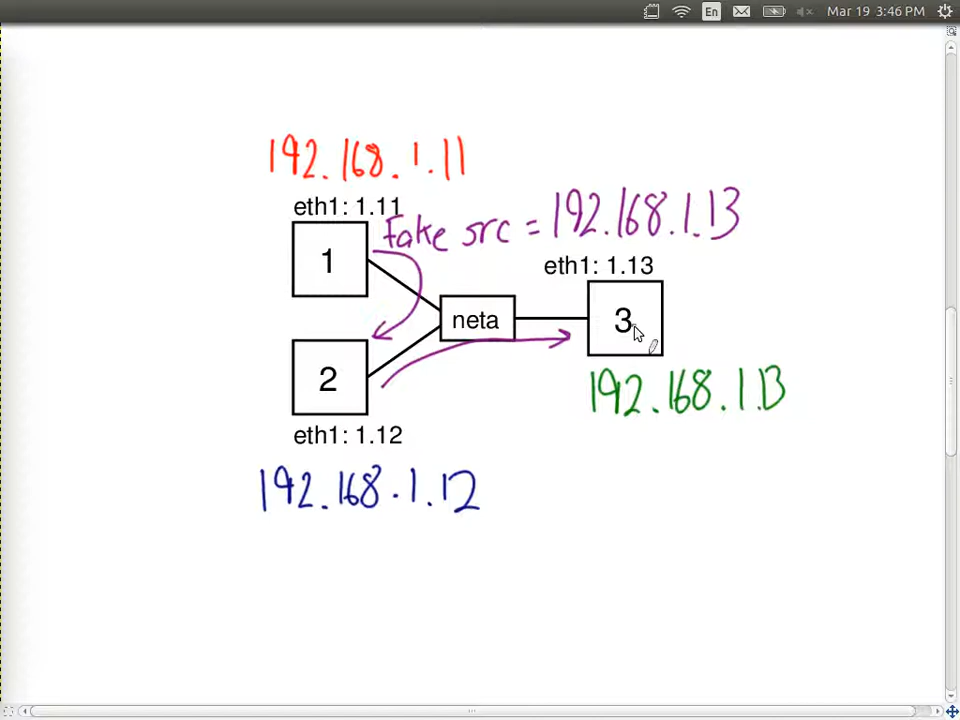 En
Mar 19 3:46 PM
192.168.1.11
eth1: 1.11
Fake src = 192.168.1.13
1
eth1: 1.13
neta
3
2
192.168.1.13
eth1: 1.12
192.168.1.12